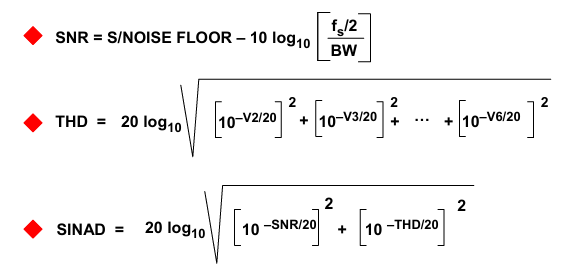 SNR = S/NOISE FLOOR – 10 log₁₀ [ (fₛ/2) / BW ]
THD = 20 log₁₀ √( [10^(–V2/20)]² + [10^(–V3/20)]² + ⋯ + [10^(–V6/20)]² )
SINAD = 20 log₁₀ √( [10^(–SNR/20)]² + [10^(–THD/20)]² )